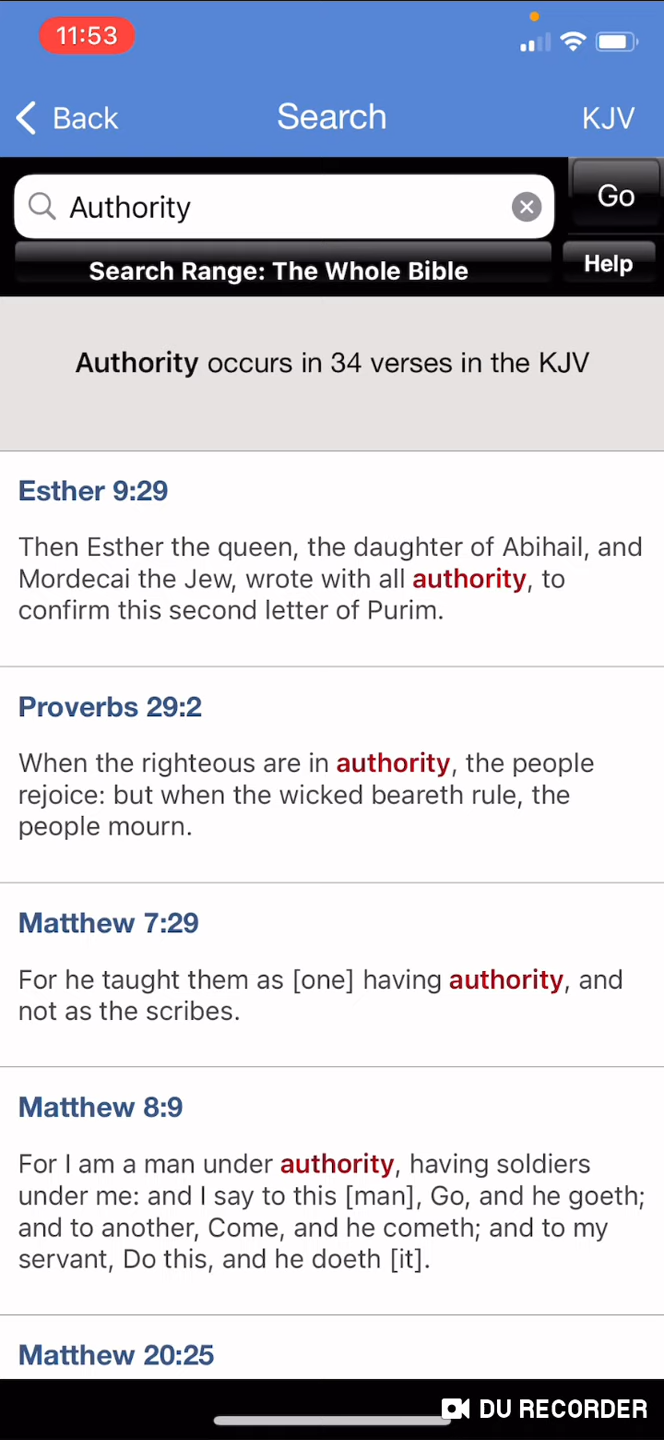 11:53
Back
Search
KJV
Authority
Go
Search Range: The Whole Bible
Help
Authority occurs in 34 verses in the KJV
Esther 9:29
Then Esther the queen, the daughter of Abihail, and
Mordecai the Jew, wrote with all authority, to
confirm this second letter of Purim.
Proverbs 29:2
When the righteous are in authority, the people
rejoice: but when the wicked beareth rule, the
people mourn.
Matthew 7:29
For he taught them as [one] having authority, and
not as the scribes.
Matthew 8:9
For I am a man under authority, having soldiers
under me: and I say to this [man], Go, and he goeth;
and to another, Come, and he cometh; and to my
servant, Do this, and he doeth [it].
Matthew 20:25
DU RECORDER